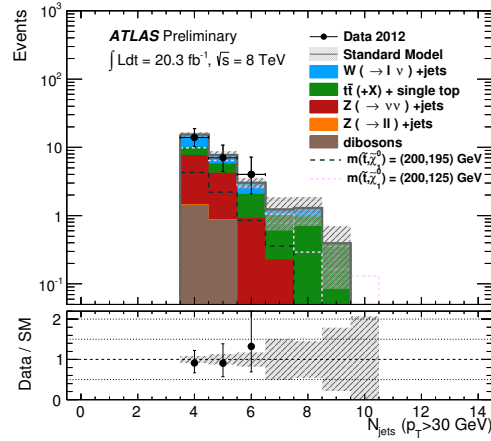 Events
10³
10²
10
1
10⁻¹
ATLAS Preliminary
∫ Ldt = 20.3 fb⁻¹, √s = 8 TeV
Data 2012
Standard Model
W ( → l ν ) +jets
tt̄ (+X) + single top
Z ( → νν) +jets
Z ( → ll ) +jets
dibosons
m(t̃,χ̃₁⁰) = (200,195) GeV
m(t̃,χ̃₁⁰) = (200,125) GeV
Data / SM
2
1
0
0 2 4 6 8 10 12 14
N_jets (p_T>30 GeV)